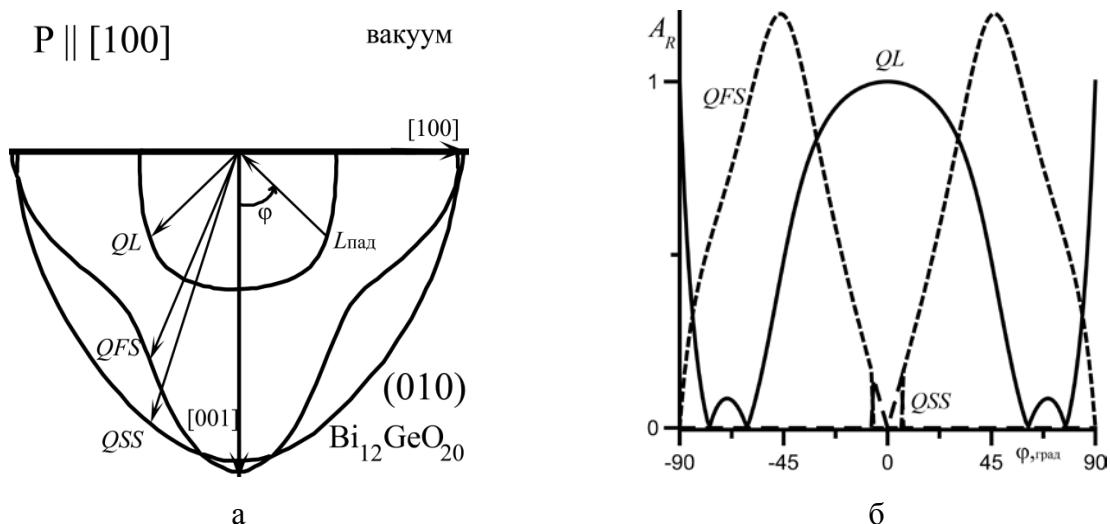 P || [100]
вакуум
[100]
φ
QL
Lпад
QFS
[001]
(010)
QSS
Bi₁₂GeO₂₀
а
A_R
QL
1
QFS
QSS
0
-90
-45
0
45
φ,град
90
б